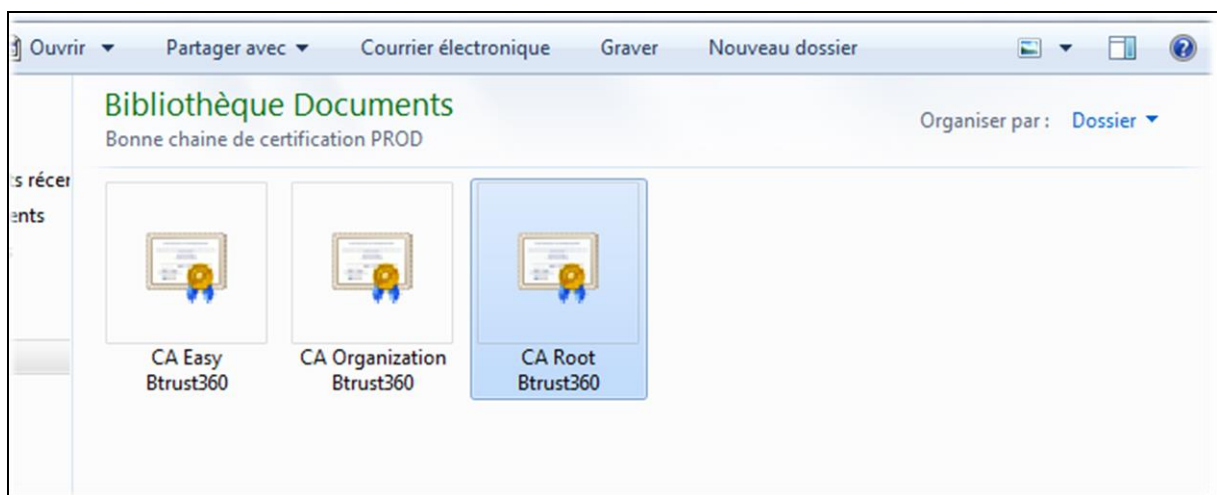 Ouvrir Partager avec Courrier électronique Graver Nouveau dossier
Bibliothèque Documents
Bonne chaine de certification PROD
Organiser par : Dossier
CA Easy
Btrust360
CA Organization
Btrust360
CA Root
Btrust360